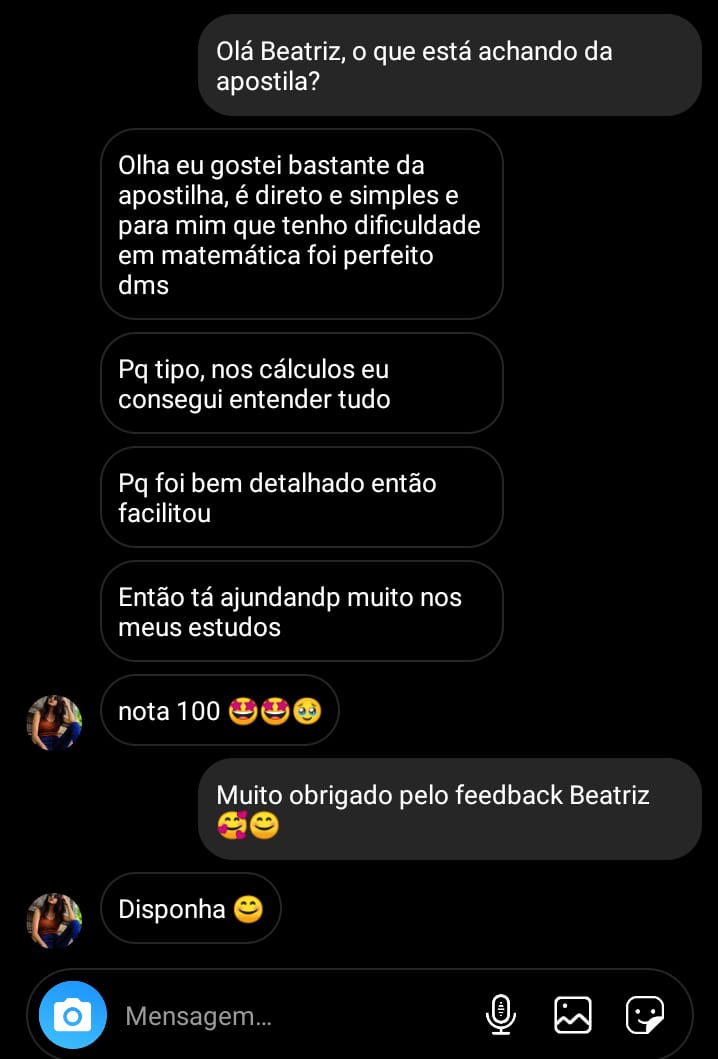 Olá Beatriz, o que está achando da
apostila?
Olha eu gostei bastante da
apostilha, é direto e simples e
para mim que tenho dificuldade
em matemática foi perfeito
dms
Pq tipo, nos cálculos eu
consegui entender tudo
Pq foi bem detalhado então
facilitou
Então tá ajundandp muito nos
meus estudos
nota 100 🤩🤩🥹
Muito obrigado pelo feedback Beatriz
🥰😊
Disponha 😊
Mensagem...